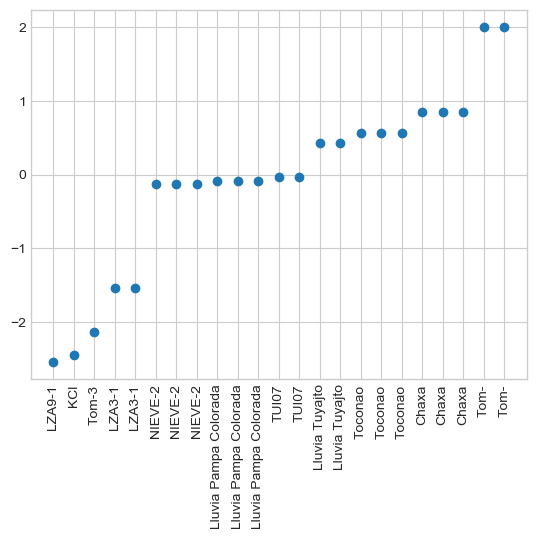 2
1
0
−1
−2
LZA9-1
KCl
Tom-3
LZA3-1
LZA3-1
NIEVE-2
NIEVE-2
NIEVE-2
Lluvia Pampa Colorada
Lluvia Pampa Colorada
Lluvia Pampa Colorada
TUI07
TUI07
Lluvia Tuyajto
Lluvia Tuyajto
Toconao
Toconao
Toconao
Chaxa
Chaxa
Chaxa
Tom-
Tom-